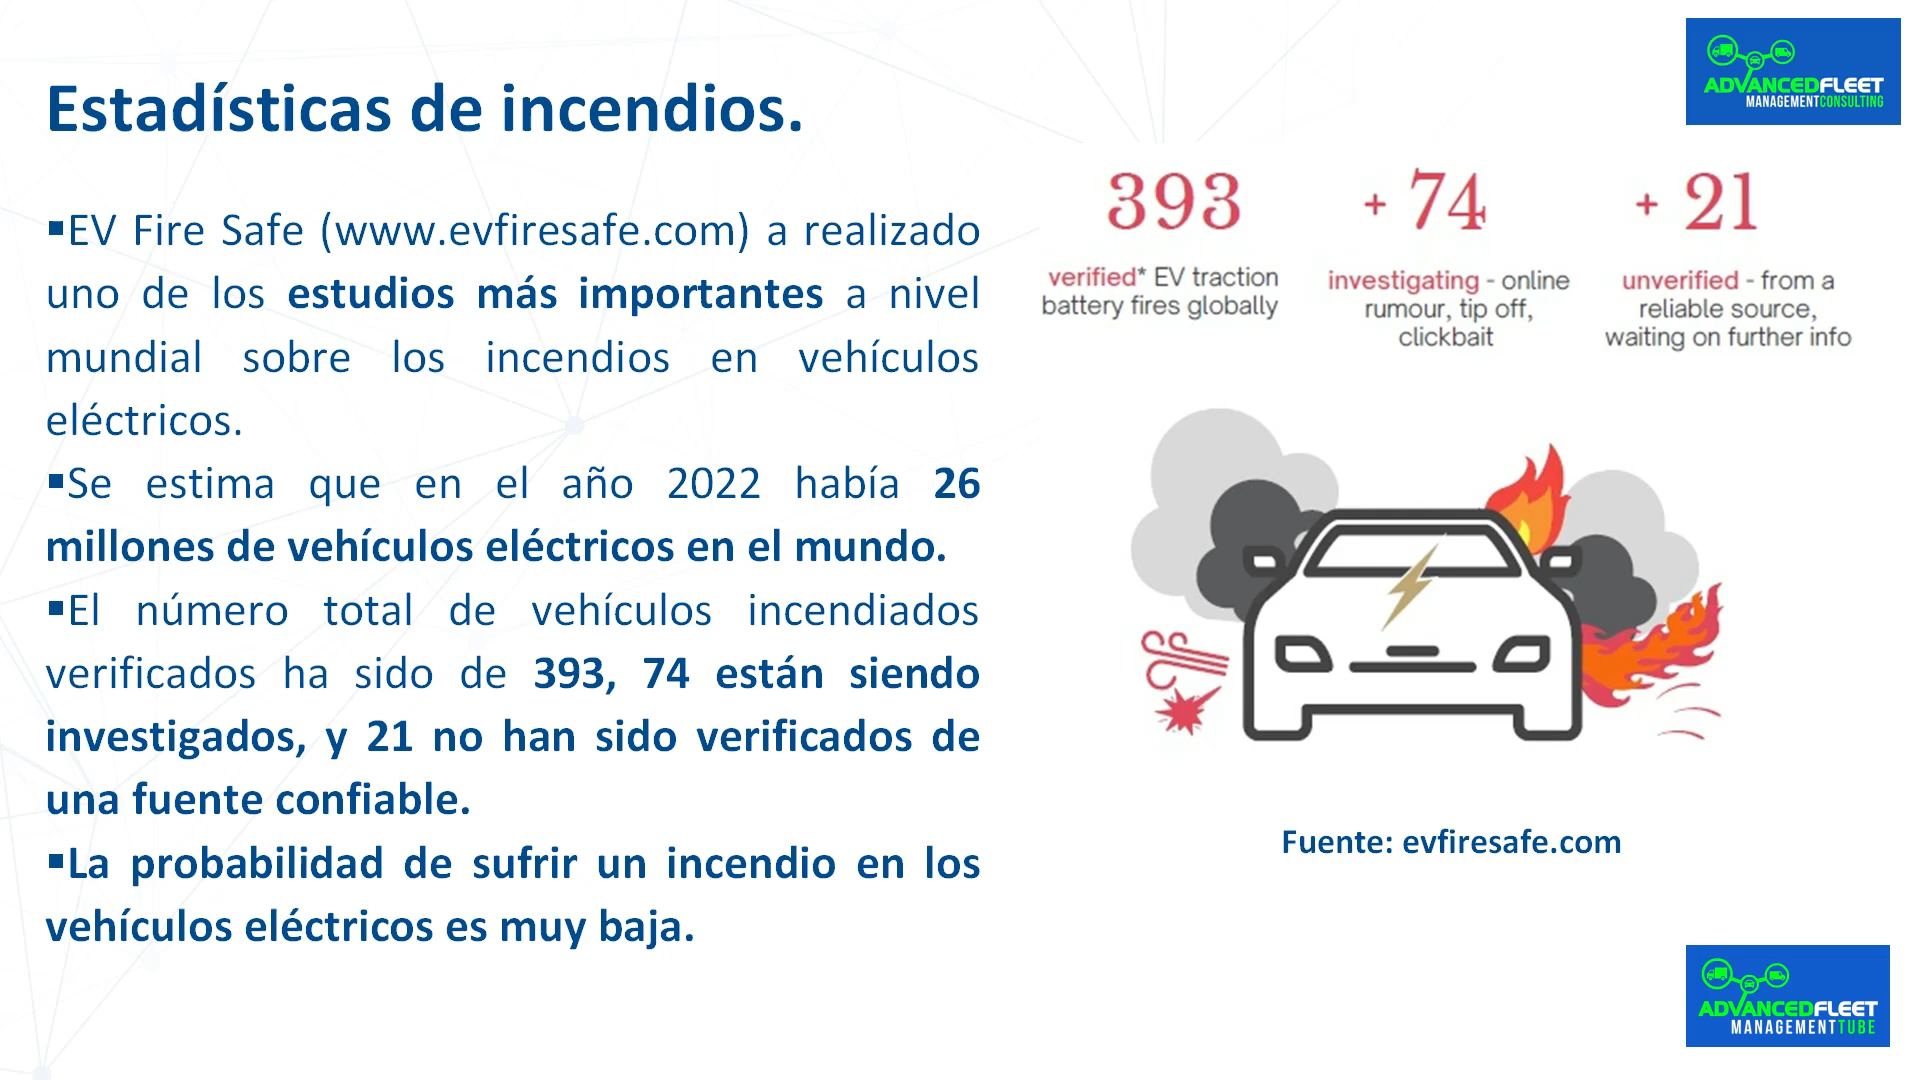 Estadísticas de incendios.
▪EV Fire Safe (www.evfiresafe.com) a realizado
uno de los estudios más importantes a nivel
mundial sobre los incendios en vehículos
eléctricos.
▪Se estima que en el año 2022 había 26
millones de vehículos eléctricos en el mundo.
▪El número total de vehículos incendiados
verificados ha sido de 393, 74 están siendo
investigados, y 21 no han sido verificados de
una fuente confiable.
▪La probabilidad de sufrir un incendio en los
vehículos eléctricos es muy baja.
ADVANCEDFLEET
MANAGEMENTCONSULTING
393
verified* EV traction
battery fires globally
+ 74
investigating - online
rumour, tip off,
clickbait
+ 21
unverified - from a
reliable source,
waiting on further info
Fuente: evfiresafe.com
ADVANCEDFLEET
MANAGEMENTTUBE